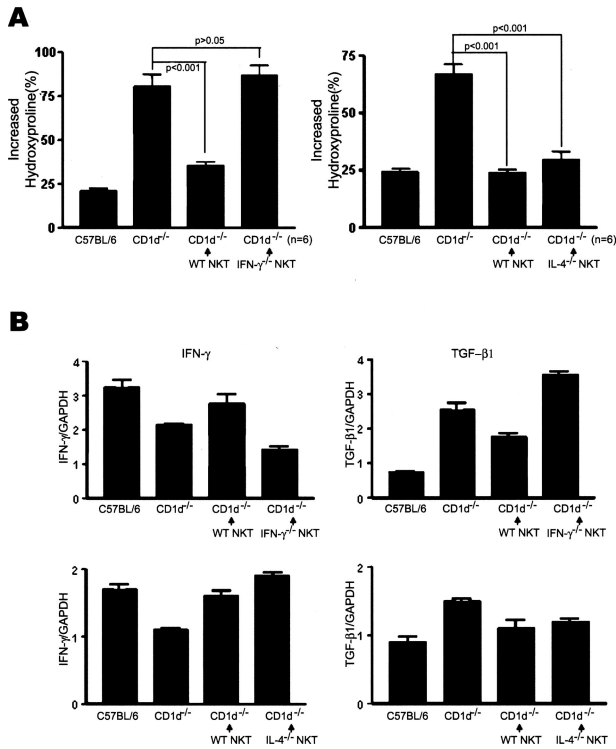 A
Increased Hydroxyproline(%)
100
75
50
25
0
p>0.05
p<0.001
C57BL/6 CD1d-/- CD1d-/- CD1d-/- (n=6)
WT NKT IFN-γ-/- NKT
Increased Hydroxyproline(%)
75
50
25
0
p<0.001
p<0.001
C57BL/6 CD1d-/- CD1d-/- CD1d-/- (n=6)
WT NKT IL-4-/- NKT
B
IFN-γ
IFN-γ/GAPDH
4
3
2
1
0
C57BL/6 CD1d-/- CD1d-/- CD1d-/-
WT NKT IFN-γ-/- NKT
TGF-β1
TGF-β1/GAPDH
4
3
2
1
0
C57BL/6 CD1d-/- CD1d-/- CD1d-/-
WT NKT IFN-γ-/- NKT
IFN-γ/GAPDH
2
1
0
C57BL/6 CD1d-/- CD1d-/- CD1d-/-
WT NKT IL-4-/- NKT
TGF-β1/GAPDH
2
1
0
C57BL/6 CD1d-/- CD1d-/- CD1d-/-
WT NKT IL-4-/- NKT